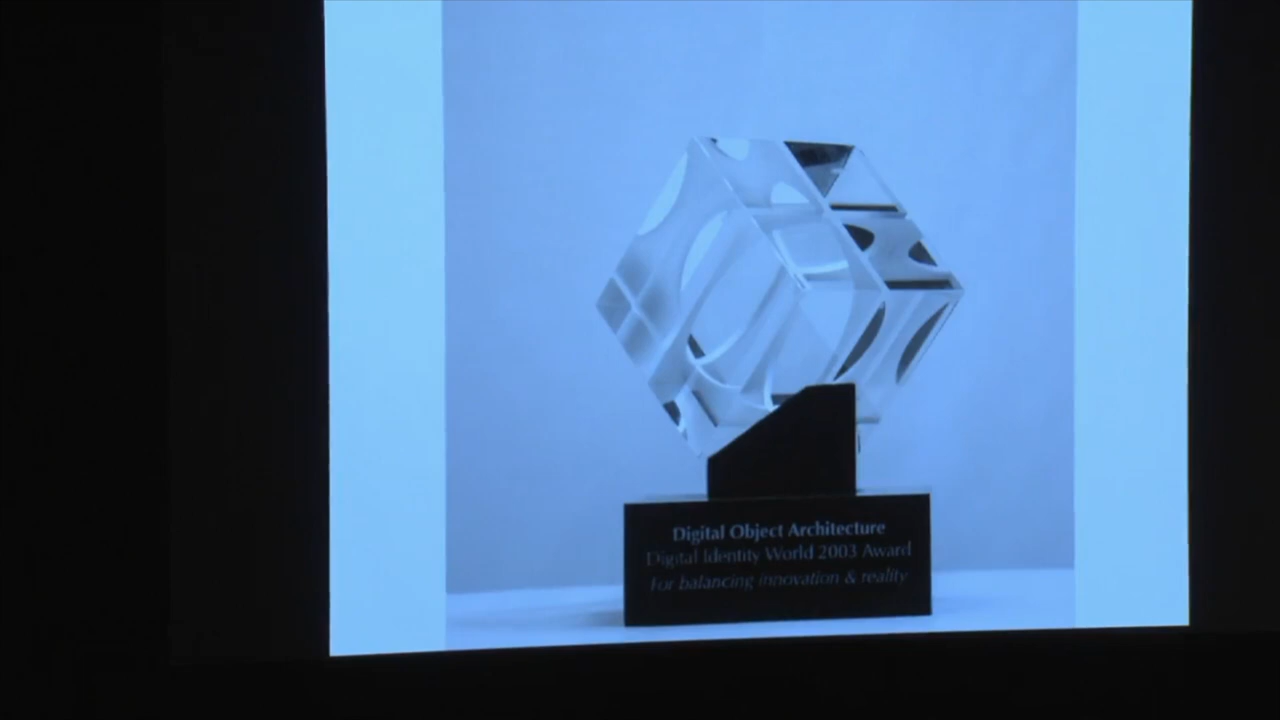 Digital Object Architecture
Digital Identity World 2003 Award
For balancing innovation & reality